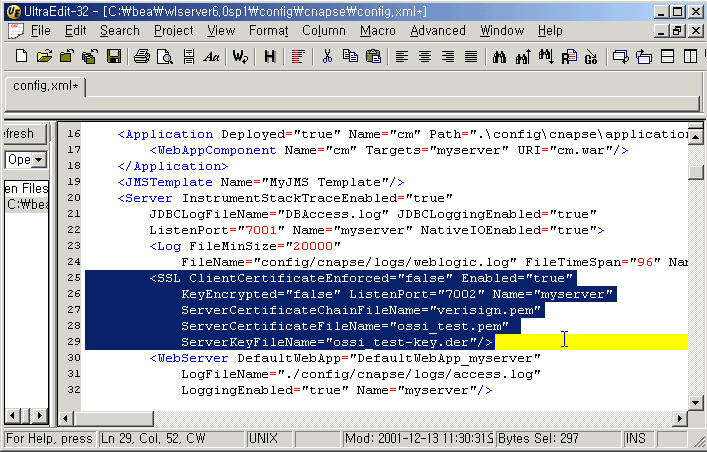 UltraEdit-32 - [C:₩bea₩wlserver6,0sp1₩config₩cnapse₩config,xml*]
File Edit Search Project View Format Column Macro Advanced Window Help
config,xml*
efresh
Ope
en Files
C:₩bea
16 <Application Deployed="true" Name="cm" Path=".\config\cnapse\application
17 <WebAppComponent Name="cm" Targets="myserver" URI="cm.war"/>
18 </Application>
19 <JMSTemplate Name="MyJMS Template"/>
20 <Server InstrumentStackTraceEnabled="true"
21 JDBCLogFileName="DBAccess.log" JDBCLoggingEnabled="true"
22 ListenPort="7001" Name="myserver" NativeIOEnabled="true">
23 <Log FileMinSize="20000"
24 FileName="config/cnapse/logs/weblogic.log" FileTimeSpan="96" Nam
25 <SSL ClientCertificateEnforced="false" Enabled="true"
26 KeyEncrypted="false" ListenPort="7002" Name="myserver"
27 ServerCertificateChainFileName="verisign.pem"
28 ServerCertificateFileName="ossi_test.pem"
29 ServerKeyFileName="ossi_test-key.der"/>
30 <WebServer DefaultWebApp="DefaultWebApp_myserver"
31 LogFileName="./config/cnapse/logs/access.log"
32 LoggingEnabled="true" Name="myserver"/>
For Help, press Ln 29, Col, 52, CW UNIX Mod: 2001-12-13 11:30:31 Bytes Sel: 297 INS